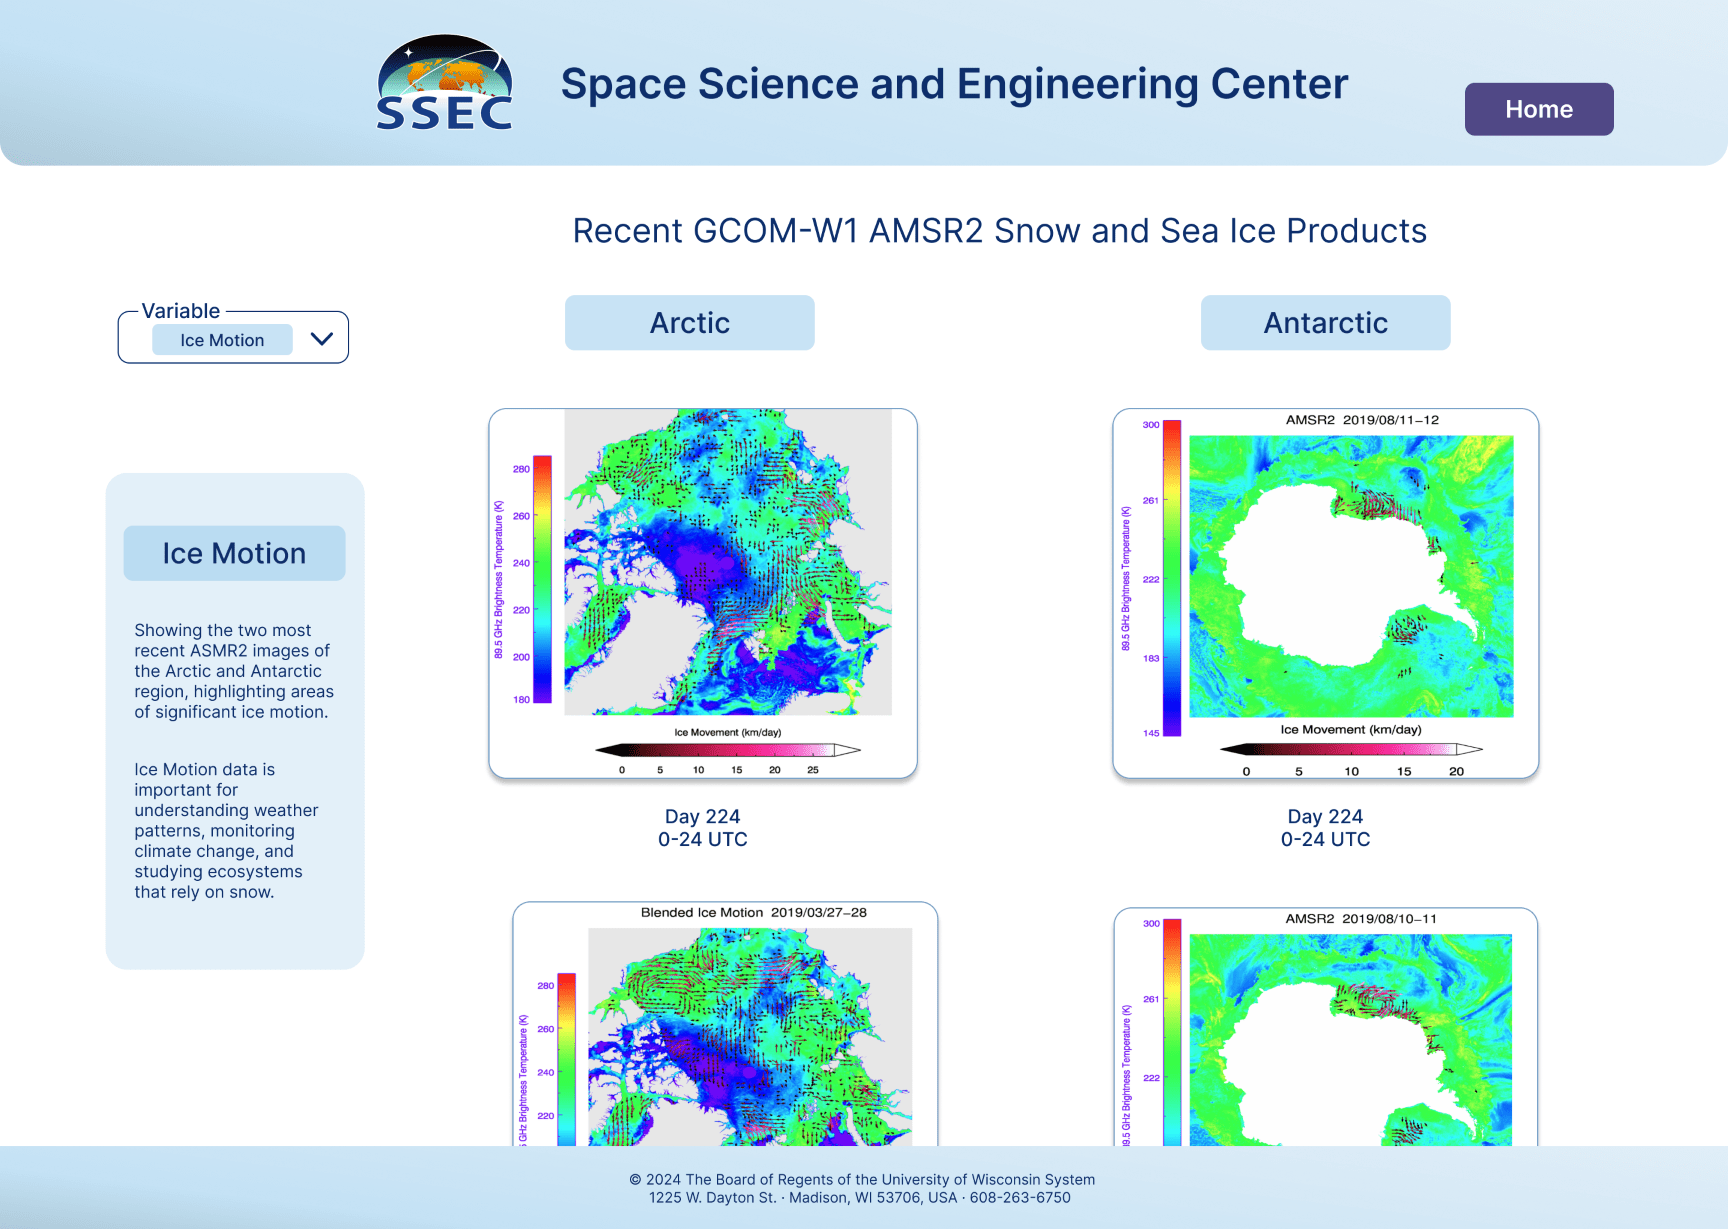 SSEC
Space Science and Engineering Center
Home
Recent GCOM-W1 AMSR2 Snow and Sea Ice Products
Variable
Ice Motion
Arctic
Antarctic
Ice Motion
Showing the two most
recent ASMR2 images of
the Arctic and Antarctic
region, highlighting areas
of significant ice motion.
Ice Motion data is
important for
understanding weather
patterns, monitoring
climate change, and
studying ecosystems
that rely on snow.
280
260
240
220
200
180
89.5 GHz Brightness Temperature (K)
Ice Movement (km/day)
0 5 10 15 20 25
Day 224
0-24 UTC
AMSR2 2019/08/11-12
300
261
222
183
145
89.5 GHz Brightness Temperature (K)
Ice Movement (km/day)
0 5 10 15 20
Day 224
0-24 UTC
Blended Ice Motion 2019/03/27-28
280
260
240
220
GHz Brightness Temperature (K)
AMSR2 2019/08/10-11
300
261
222
GHz Brightness Temperature (K)
© 2024 The Board of Regents of the University of Wisconsin System
1225 W. Dayton St. · Madison, WI 53706, USA · 608-263-6750